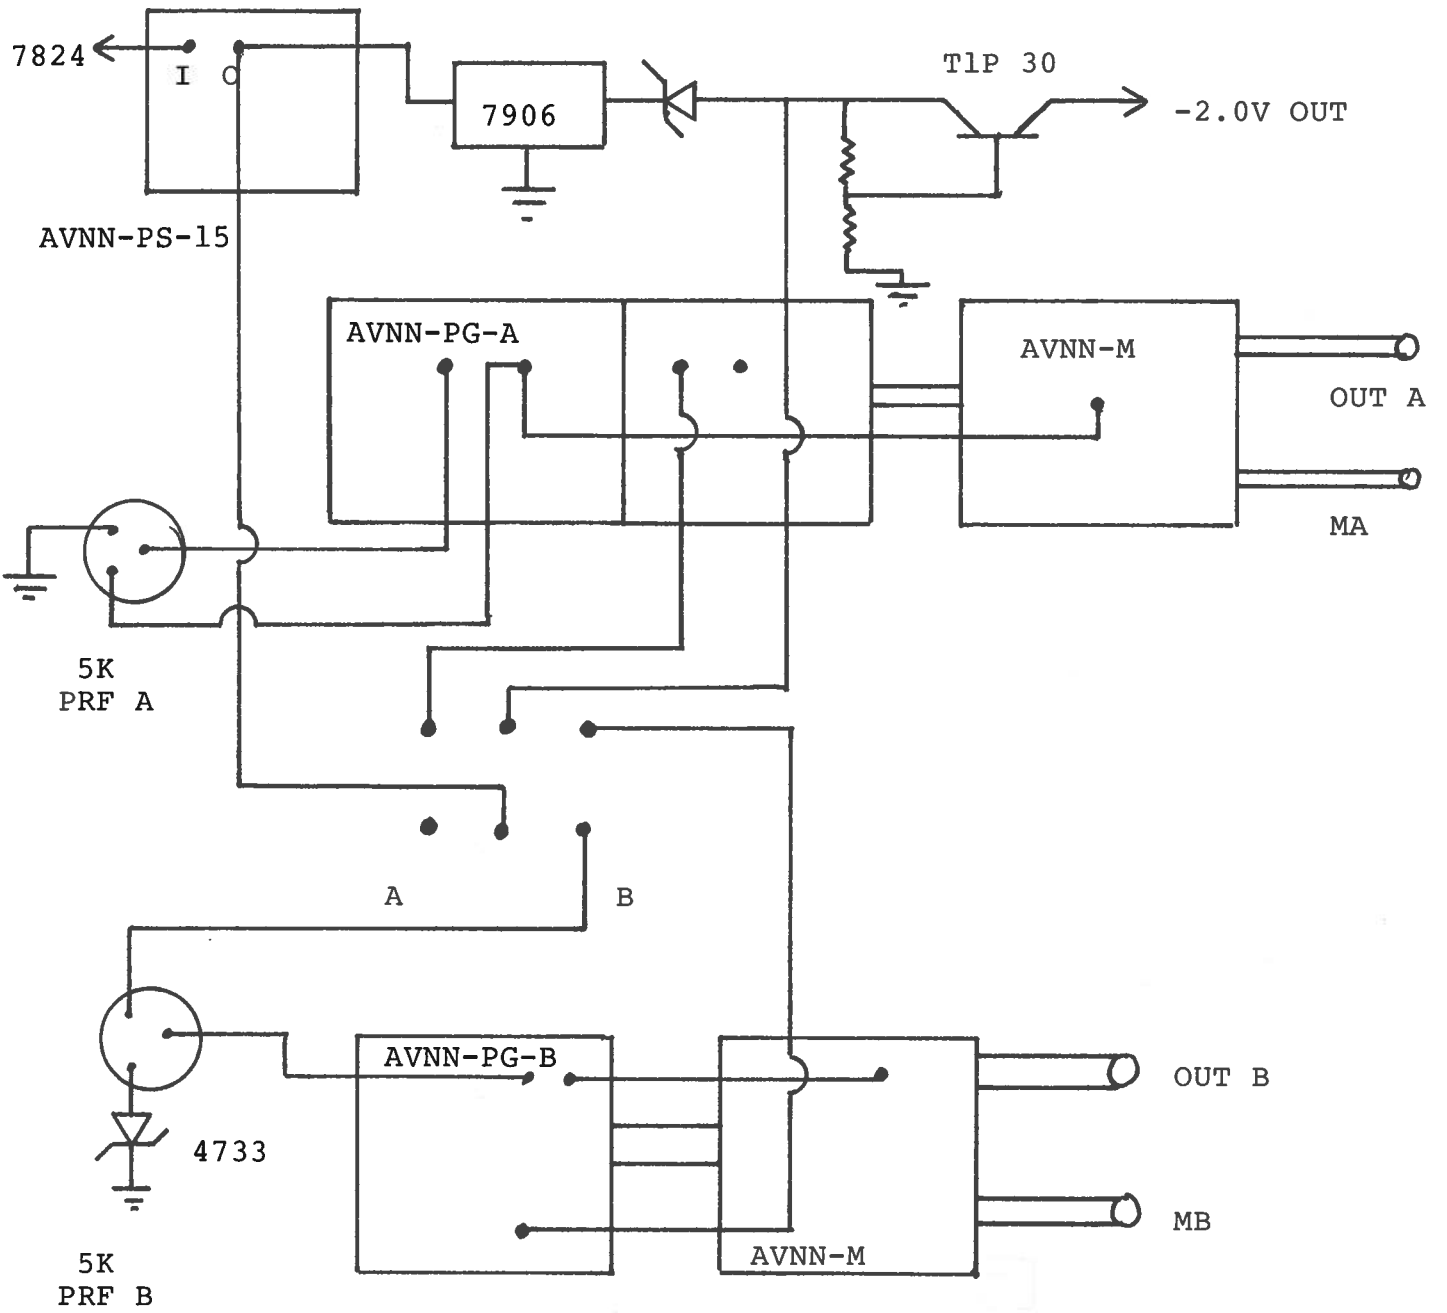 7824
I O
7906
T1P 30
-2.0V OUT
AVNN-PS-15
AVNN-PG-A
AVNN-M
OUT A
MA
5K
PRF A
A
B
AVNN-PG-B
OUT B
4733
MB
AVNN-M
5K
PRF B